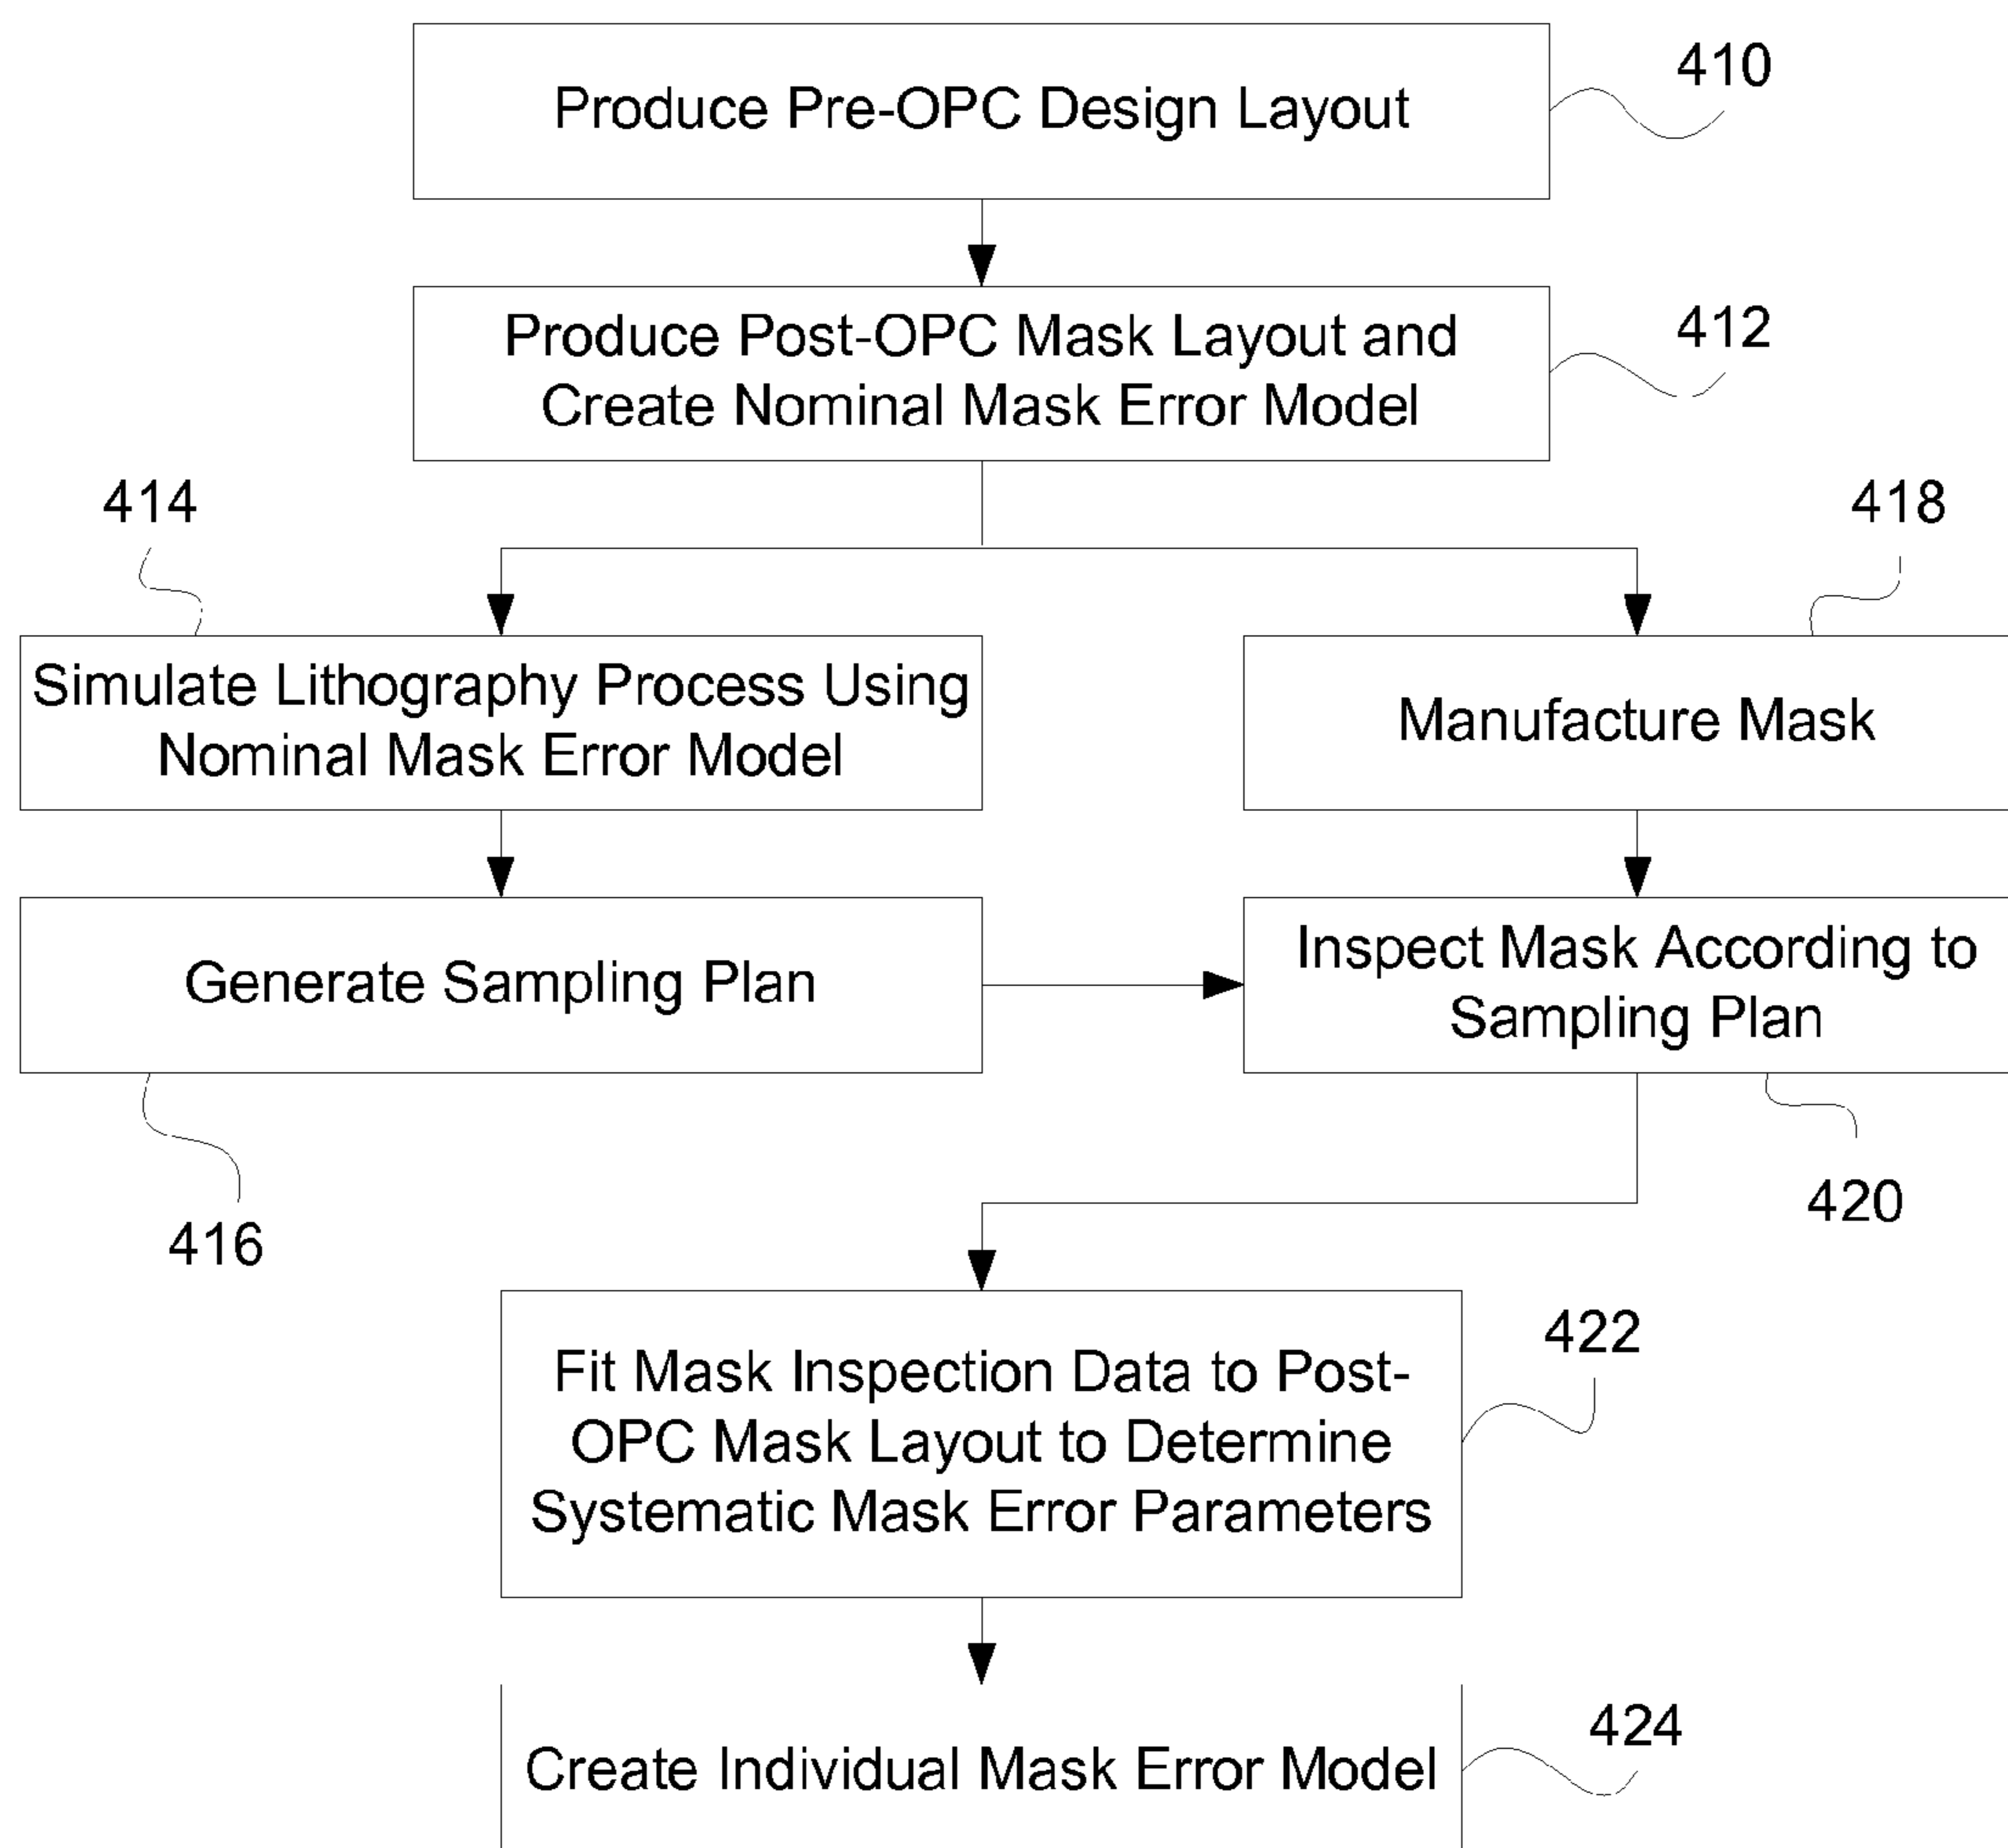 Produce Pre-OPC Design Layout
410
Produce Post-OPC Mask Layout and
Create Nominal Mask Error Model
412
414
418
Simulate Lithography Process Using
Nominal Mask Error Model
Manufacture Mask
Generate Sampling Plan
Inspect Mask According to
Sampling Plan
416
420
Fit Mask Inspection Data to Post-
OPC Mask Layout to Determine
Systematic Mask Error Parameters
422
Create Individual Mask Error Model
424